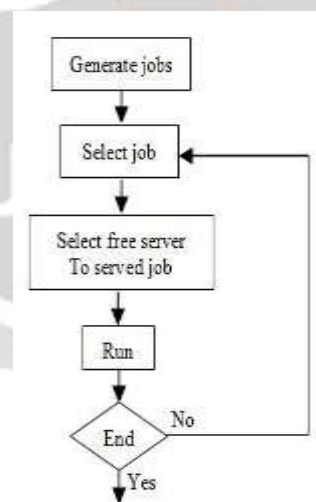 Generate jobs
Select job
Select free server
To served job
Run
End
No
Yes